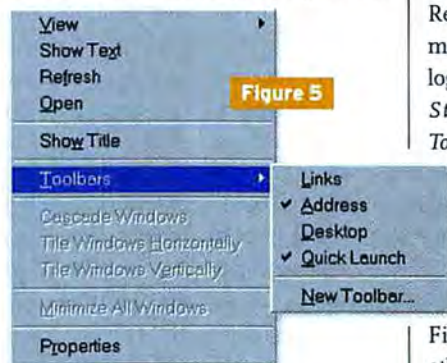 View
Show Text
Refresh
Open
Figure 5
Show Title
Toolbars
Links
Address
Desktop
Quick Launch
New Toolbar...
Cascade Windows
Tile Windows Horizontally
Tile Windows Vertically
Minimize All Windows
Properties